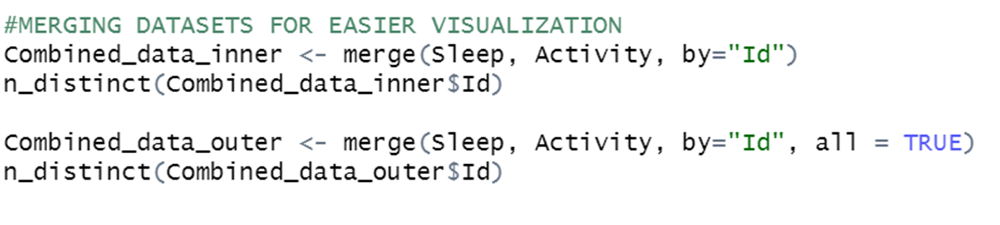 #MERGING DATASETS FOR EASIER VISUALIZATION
Combined_data_inner <- merge(Sleep, Activity, by="Id")
n_distinct(Combined_data_inner$Id)
Combined_data_outer <- merge(Sleep, Activity, by="Id", all = TRUE)
n_distinct(Combined_data_outer$Id)